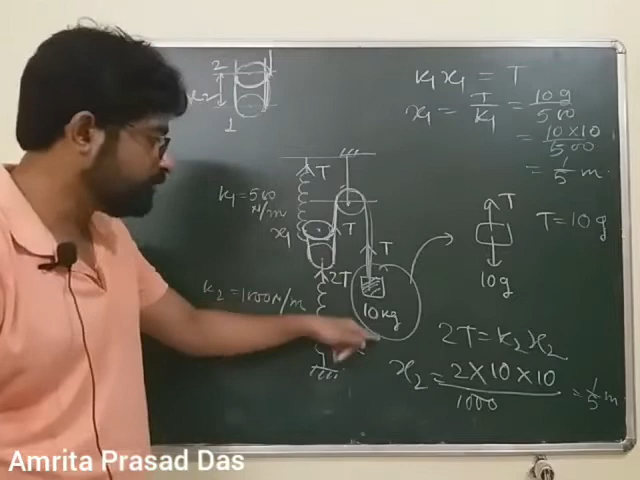 2
x2
1
K1x1 = T
x1 = T/K1 = 10g/500
= 10×10/500
= 1/5 m.
T
K1 = 500 N/m
x1
T
T
2T
K2 = 1000 N/m
10 kg
T
10g
T = 10g
2T = K2x2
x2 = 2×10×10/1000 = 1/5 m
Amrita Prasad Das